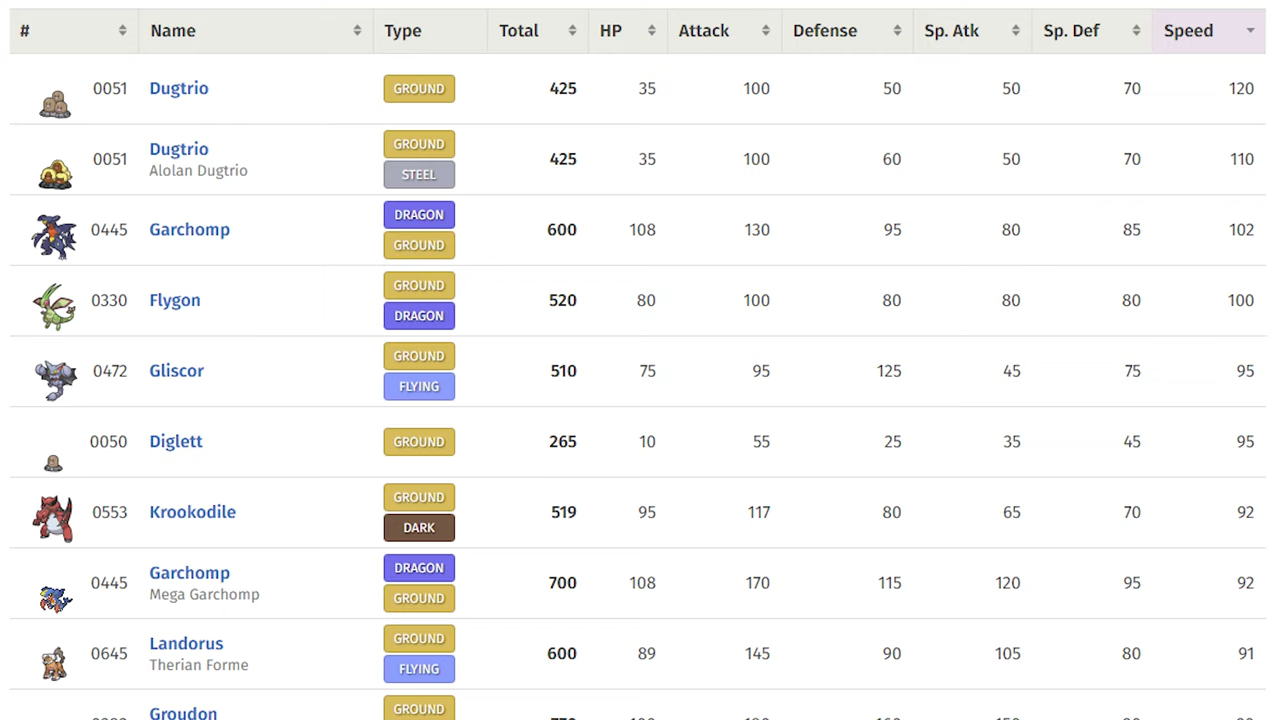 # Name Type Total HP Attack Defense Sp. Atk Sp. Def Speed
0051 Dugtrio GROUND 425 35 100 50 50 70 120
0051 Dugtrio GROUND 425 35 100 60 50 70 110
Alolan Dugtrio STEEL
0445 Garchomp DRAGON 600 108 130 95 80 85 102
GROUND
0330 Flygon GROUND 520 80 100 80 80 80 100
DRAGON
0472 Gliscor GROUND 510 75 95 125 45 75 95
FLYING
0050 Diglett GROUND 265 10 55 25 35 45 95
0553 Krookodile GROUND 519 95 117 80 65 70 92
DARK
0445 Garchomp DRAGON 700 108 170 115 120 95 92
Mega Garchomp GROUND
0645 Landorus GROUND 600 89 145 90 105 80 91
Therian Forme FLYING
Groudon GROUND